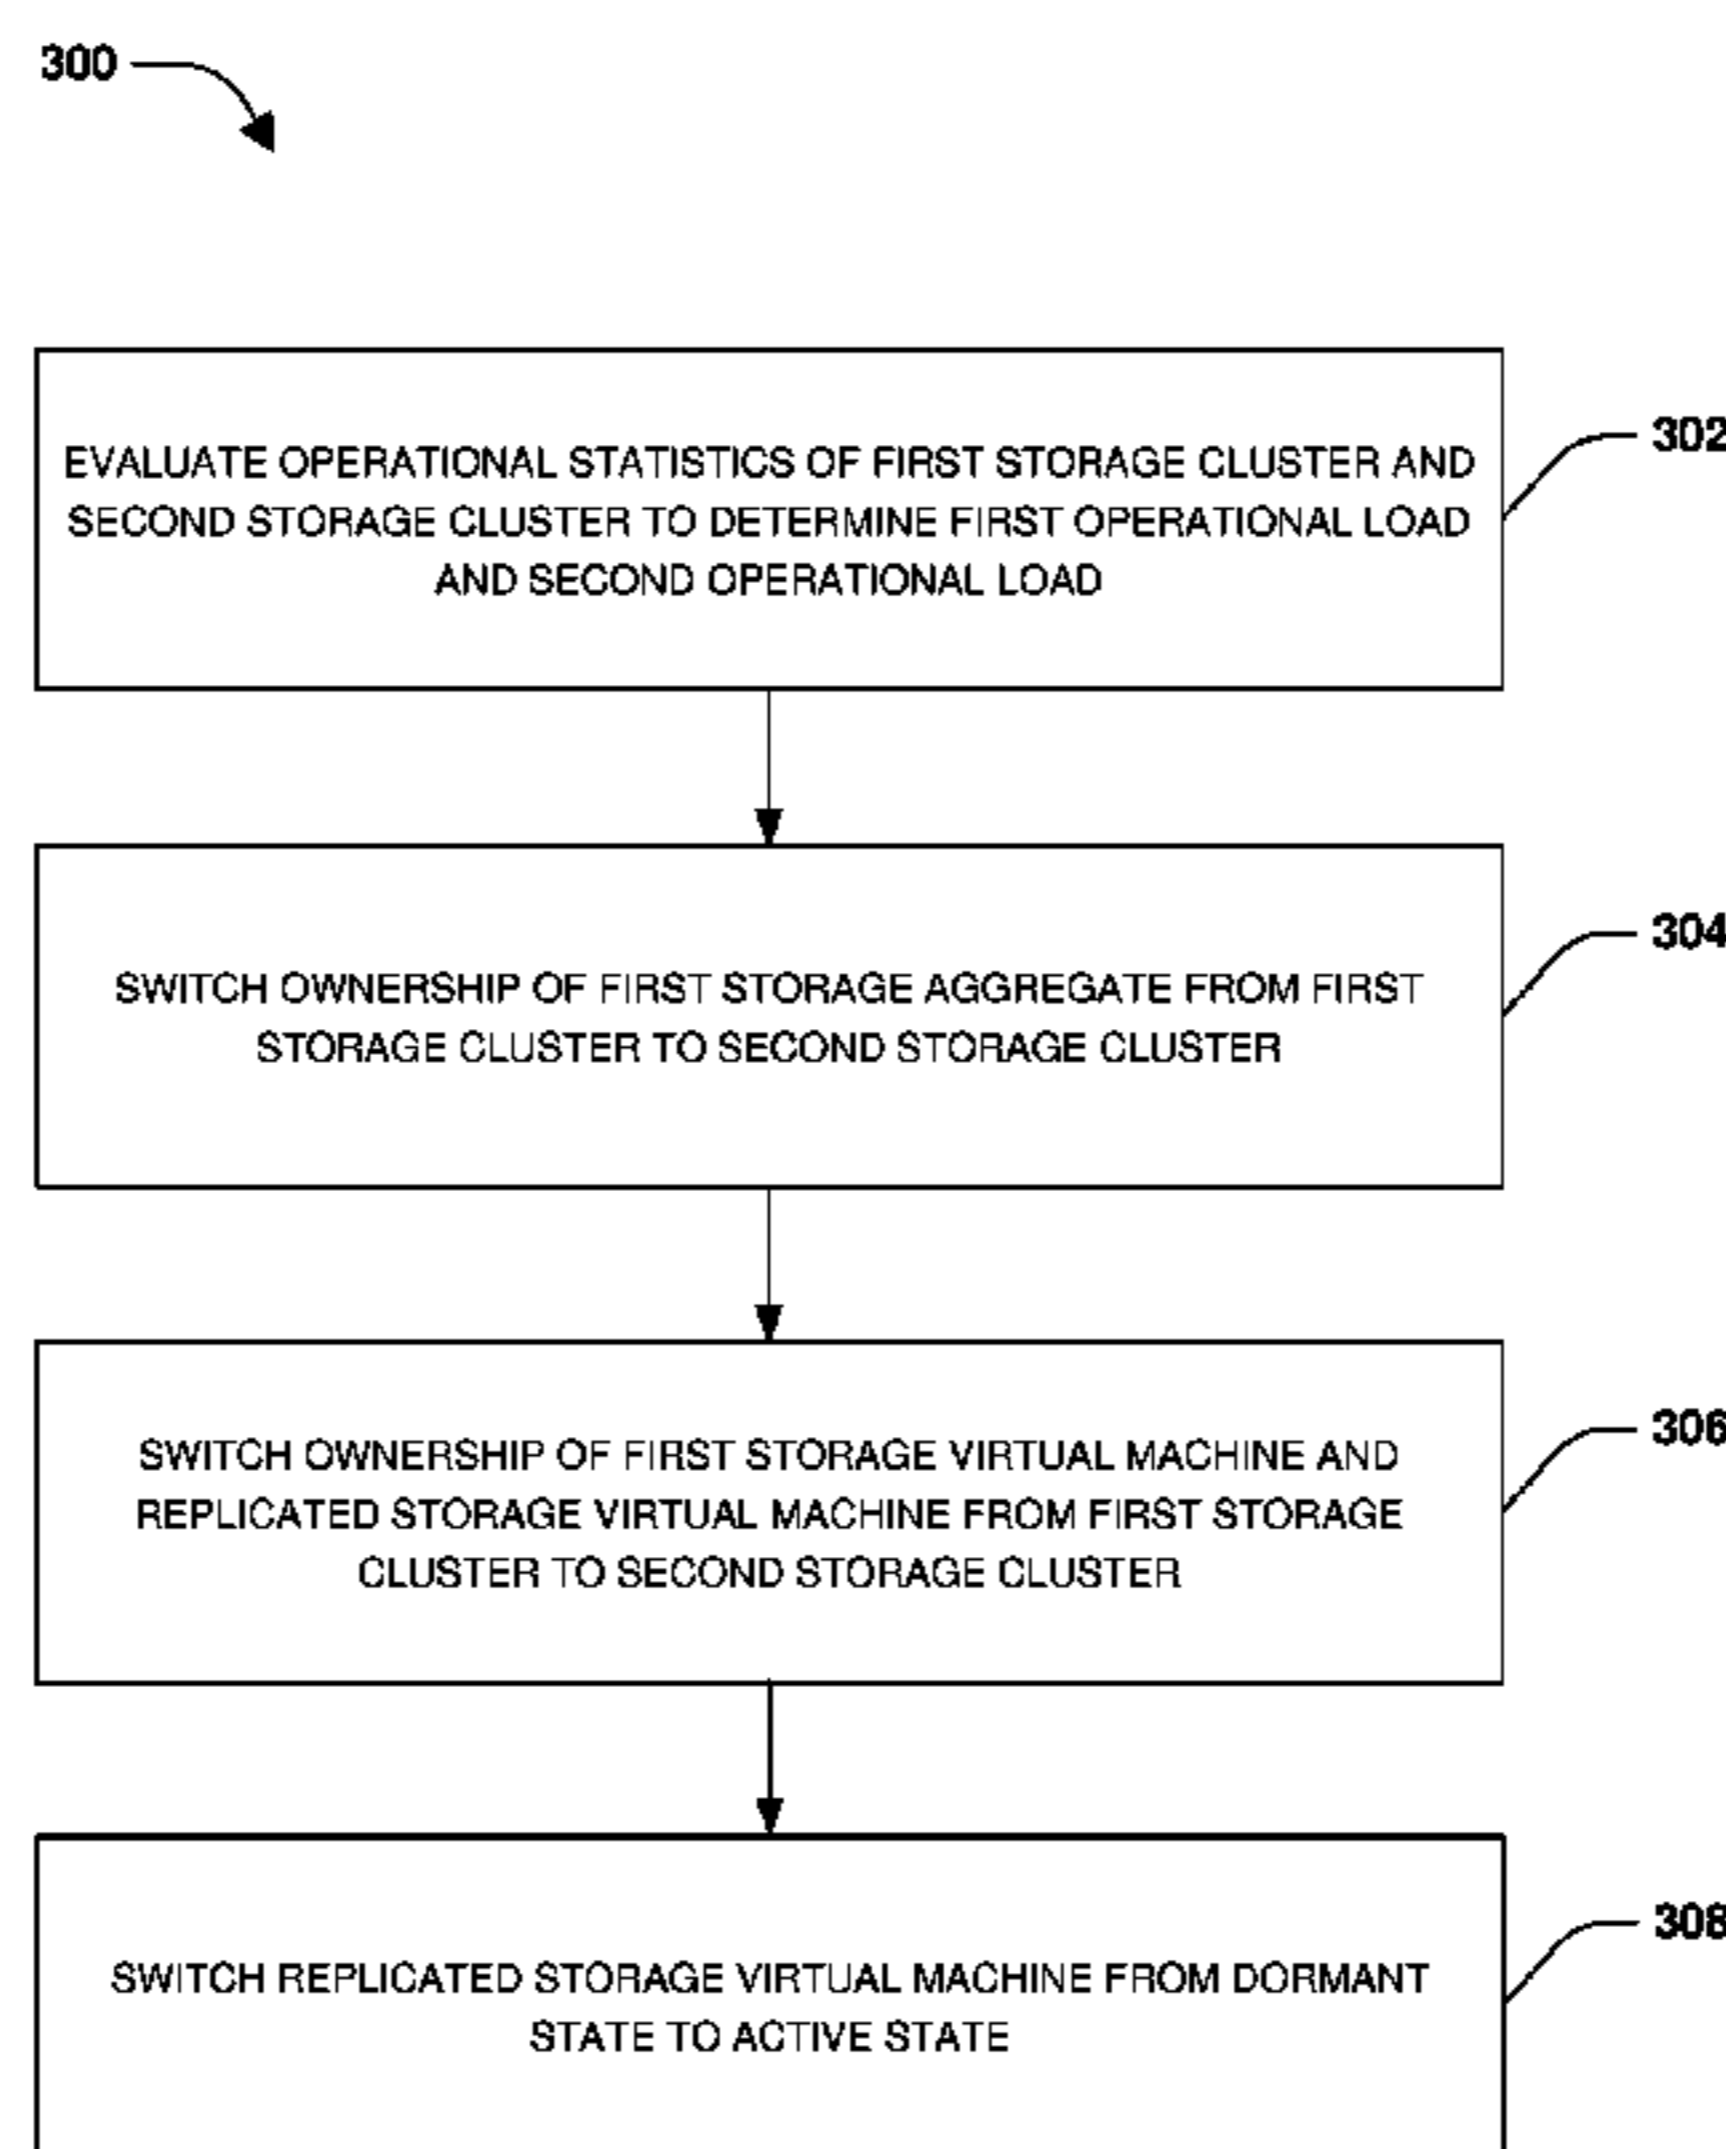 300
EVALUATE OPERATIONAL STATISTICS OF FIRST STORAGE CLUSTER AND
SECOND STORAGE CLUSTER TO DETERMINE FIRST OPERATIONAL LOAD
AND SECOND OPERATIONAL LOAD
302
SWITCH OWNERSHIP OF FIRST STORAGE AGGREGATE FROM FIRST
STORAGE CLUSTER TO SECOND STORAGE CLUSTER
304
SWITCH OWNERSHIP OF FIRST STORAGE VIRTUAL MACHINE AND
REPLICATED STORAGE VIRTUAL MACHINE FROM FIRST STORAGE
CLUSTER TO SECOND STORAGE CLUSTER
306
SWITCH REPLICATED STORAGE VIRTUAL MACHINE FROM DORMANT
STATE TO ACTIVE STATE
308